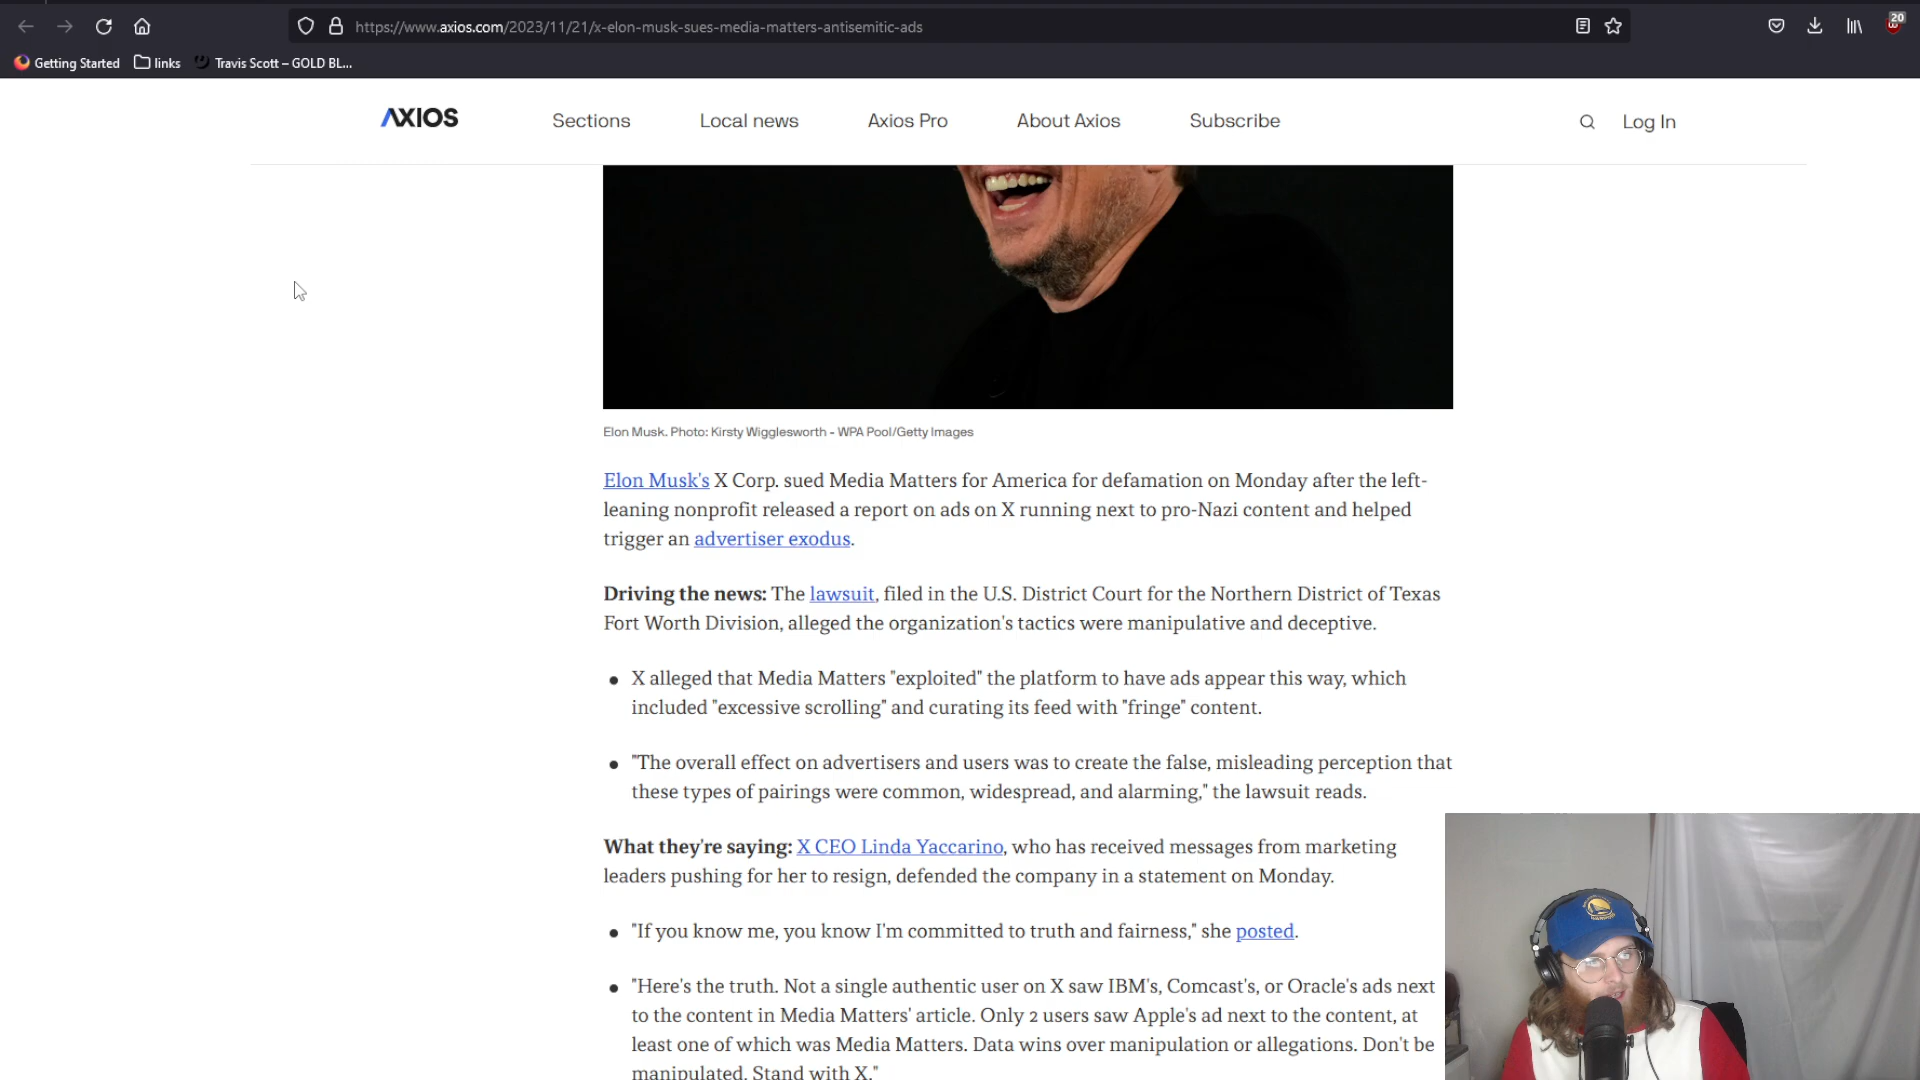 https://www.axios.com/2023/11/21/x-elon-musk-sues-media-matters-antisemitic-ads
20
Getting Started links Travis Scott – GOLD BL...
AXIOS Sections Local news Axios Pro About Axios Subscribe Log In
Elon Musk. Photo: Kirsty Wigglesworth - WPA Pool/Getty Images
Elon Musk's X Corp. sued Media Matters for America for defamation on Monday after the left-
leaning nonprofit released a report on ads on X running next to pro-Nazi content and helped
trigger an advertiser exodus.
Driving the news: The lawsuit, filed in the U.S. District Court for the Northern District of Texas
Fort Worth Division, alleged the organization's tactics were manipulative and deceptive.
• X alleged that Media Matters "exploited" the platform to have ads appear this way, which
included "excessive scrolling" and curating its feed with "fringe" content.
• "The overall effect on advertisers and users was to create the false, misleading perception that
these types of pairings were common, widespread, and alarming," the lawsuit reads.
What they're saying: X CEO Linda Yaccarino, who has received messages from marketing
leaders pushing for her to resign, defended the company in a statement on Monday.
• "If you know me, you know I'm committed to truth and fairness," she posted.
• "Here's the truth. Not a single authentic user on X saw IBM's, Comcast's, or Oracle's ads next
to the content in Media Matters' article. Only 2 users saw Apple's ad next to the content, at
least one of which was Media Matters. Data wins over manipulation or allegations. Don't be
manipulated. Stand with X."